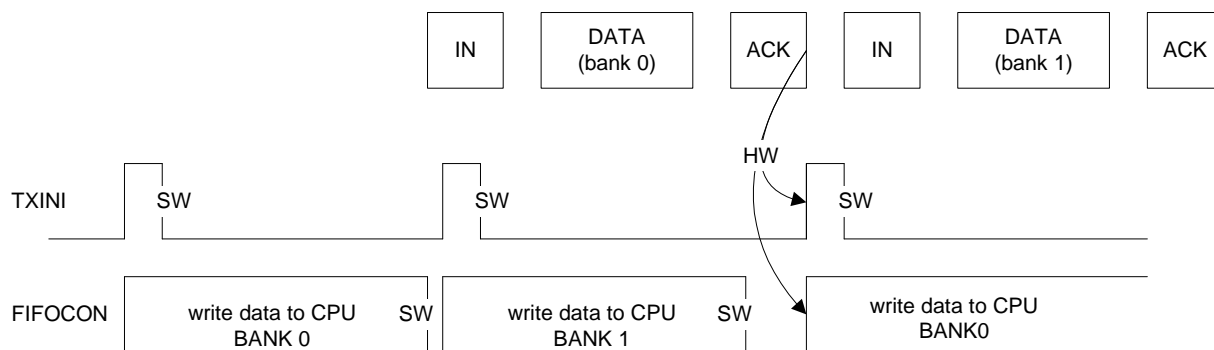 IN
DATA
(bank 0)
ACK
IN
DATA
(bank 1)
ACK
HW
TXINI
SW
SW
SW
FIFOCON
write data to CPU
BANK 0
SW
write data to CPU
BANK 1
SW
write data to CPU
BANK0